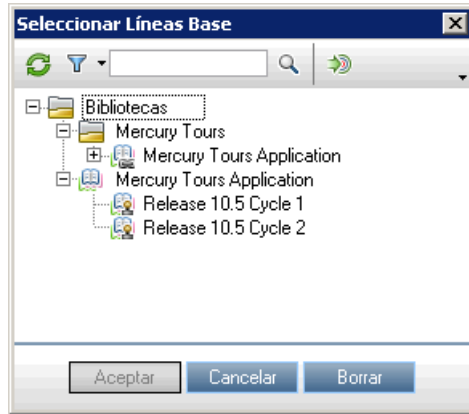 Seleccionar Líneas Base
Bibliotecas
Mercury Tours
Mercury Tours Application
Mercury Tours Application
Release 10.5 Cycle 1
Release 10.5 Cycle 2
Aceptar Cancelar Borrar